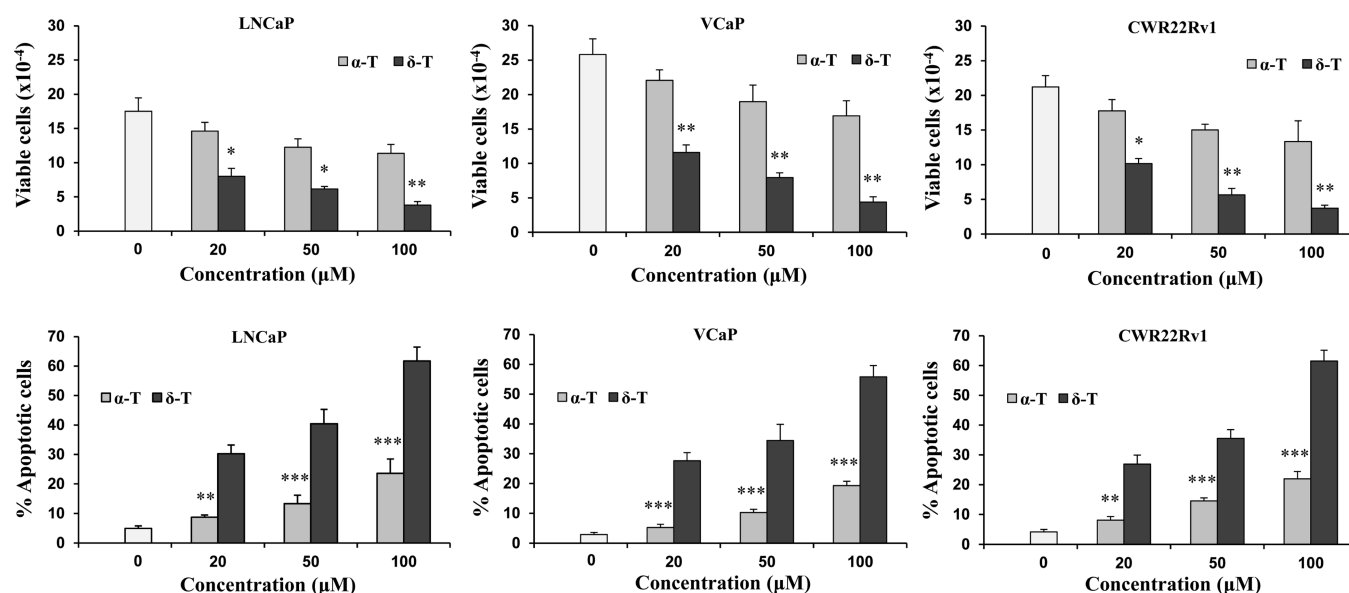 LNCaP
Viable cells (x10⁻⁴)
30
25
20
15
10
5
0
α-T δ-T
*
*
**
0 20 50 100
Concentration (µM)
VCaP
Viable cells (x10⁻⁴)
30
25
20
15
10
5
0
α-T δ-T
**
**
**
0 20 50 100
Concentration (µM)
CWR22Rv1
Viable cells (x10⁻⁴)
30
25
20
15
10
5
0
α-T δ-T
*
**
**
0 20 50 100
Concentration (µM)
LNCaP
% Apoptotic cells
70
60
50
40
30
20
10
0
α-T δ-T
**
***
***
0 20 50 100
Concentration (µM)
VCaP
% Apoptotic cells
70
60
50
40
30
20
10
0
α-T δ-T
***
***
***
0 20 50 100
Concentration (µM)
CWR22Rv1
% Apoptotic cells
70
60
50
40
30
20
10
0
α-T δ-T
**
***
***
0 20 50 100
Concentration (µM)